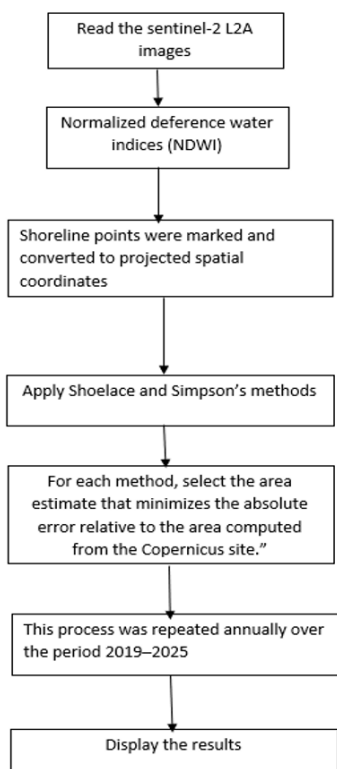 Read the sentinel-2 L2A
images
Normalized deference water
indices (NDWI)
Shoreline points were marked and
converted to projected spatial
coordinates
Apply Shoelace and Simpson’s methods
For each method, select the area
estimate that minimizes the absolute
error relative to the area computed
from the Copernicus site.”
This process was repeated annually over
the period 2019–2025
Display the results